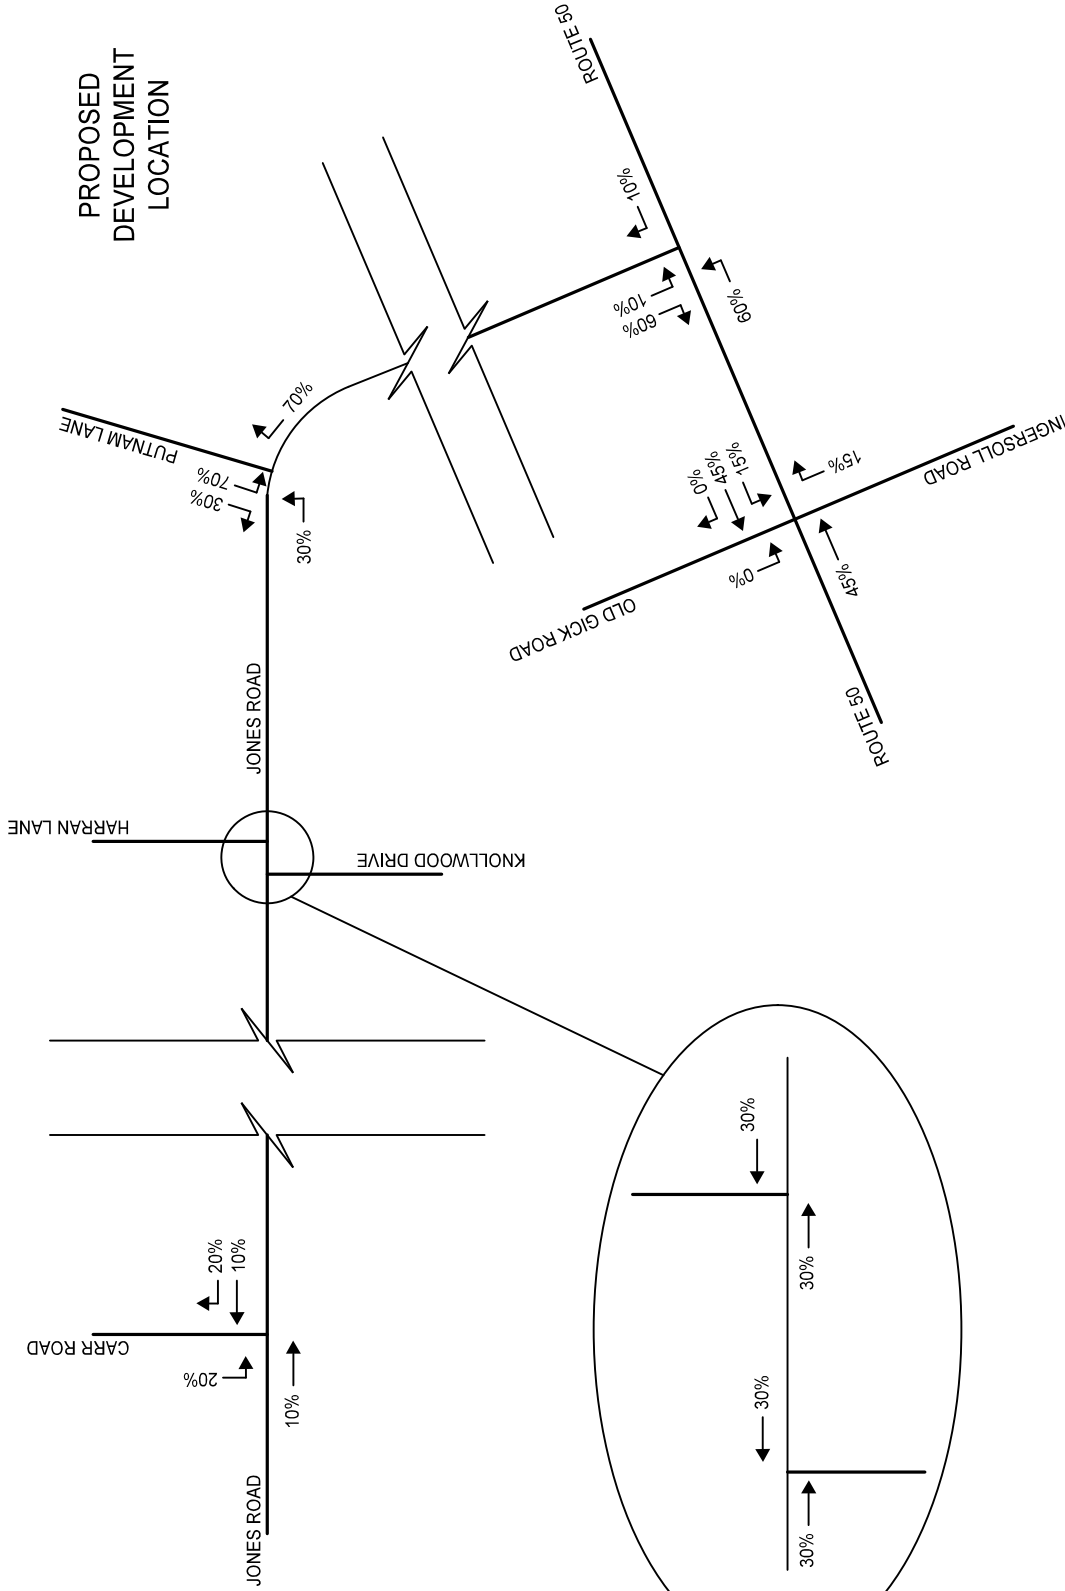 PROPOSED
DEVELOPMENT
LOCATION
ROUTE 50
10%
10%
60%
60%
PUTNAM LANE
70%
70%
30%
30%
15%
45%
0%
15%
0%
45%
INGERSOLL ROAD
OLD GICK ROAD
ROUTE 50
JONES ROAD
HARRAN LANE
KNOLLWOOD DRIVE
30%
30%
30%
30%
20%
10%
CARR ROAD
20%
10%
JONES ROAD